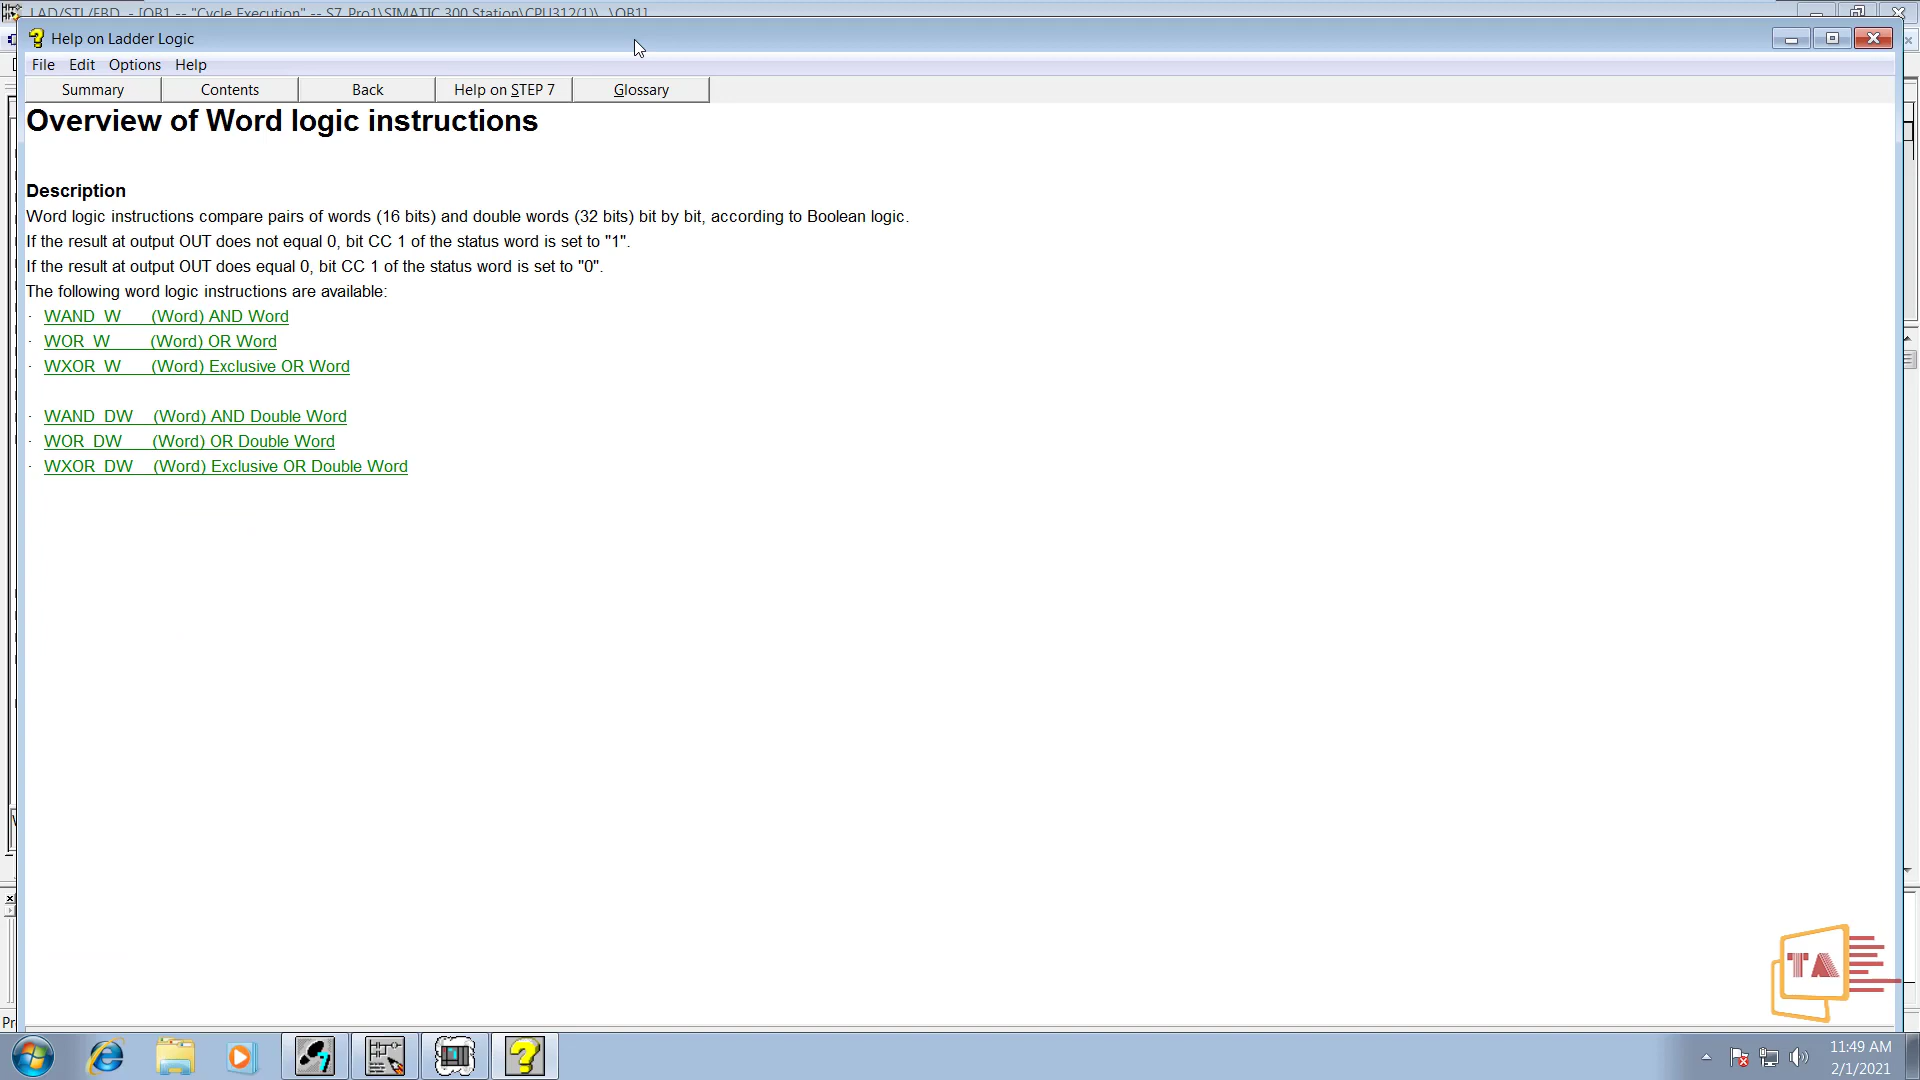 LAD/STL/FBD - [OB1 -- "Cycle Execution" -- S7_Pro1\SIMATIC 300 Station\CPU312(1)\...\OB1]
Help on Ladder Logic
File Edit Options Help
Summary Contents Back Help on STEP 7 Glossary
Overview of Word logic instructions
Description
Word logic instructions compare pairs of words (16 bits) and double words (32 bits) bit by bit, according to Boolean logic.
If the result at output OUT does not equal 0, bit CC 1 of the status word is set to "1".
If the result at output OUT does equal 0, bit CC 1 of the status word is set to "0".
The following word logic instructions are available:
· WAND_W (Word) AND Word
· WOR_W (Word) OR Word
· WXOR_W (Word) Exclusive OR Word
· WAND_DW (Word) AND Double Word
· WOR_DW (Word) OR Double Word
· WXOR_DW (Word) Exclusive OR Double Word
TA
Pr
11:49 AM
2/1/2021